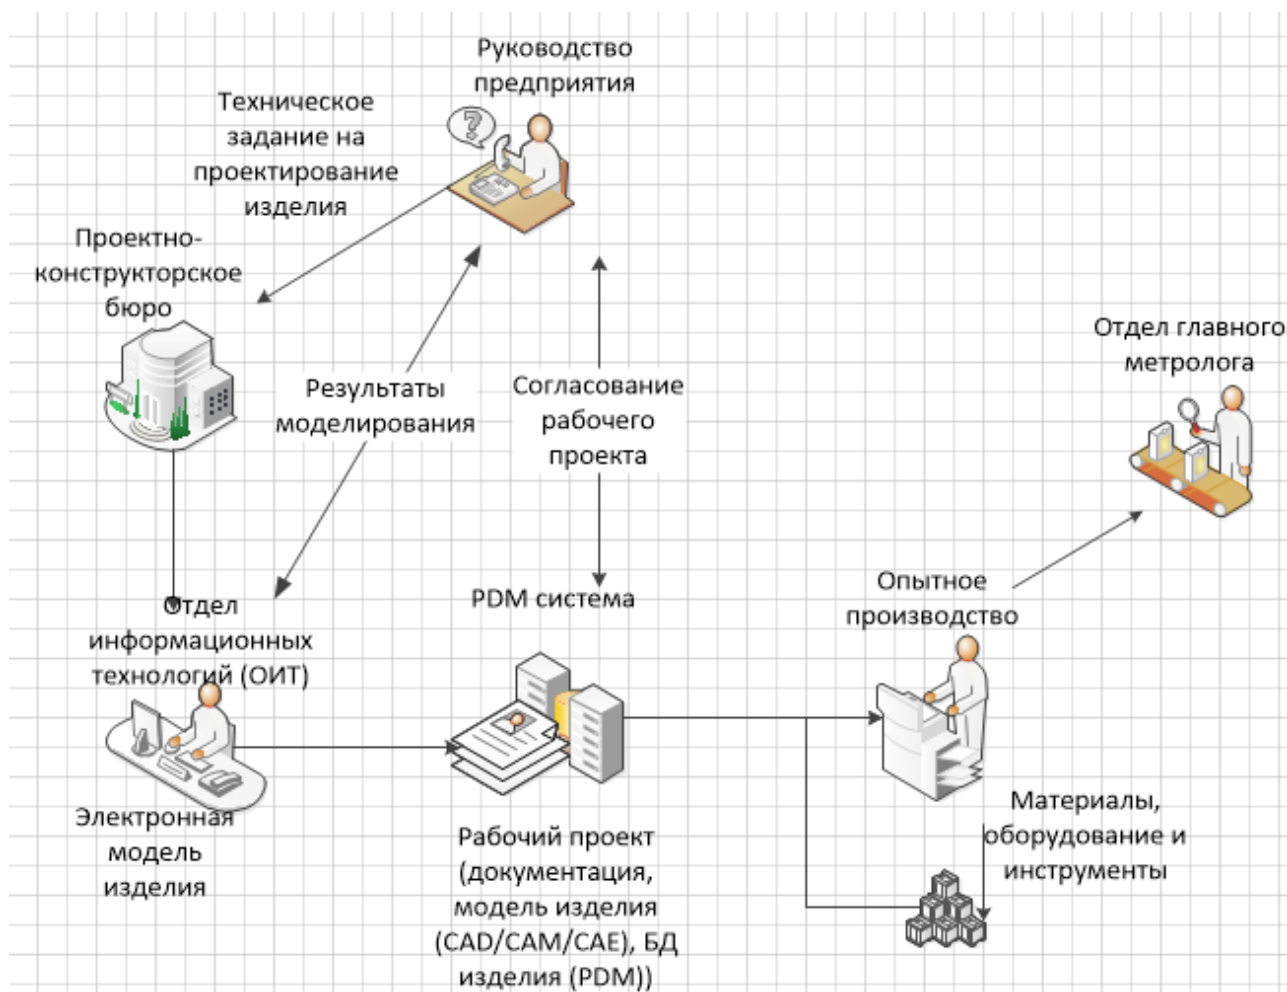 Руководство
предприятия
Техническое
задание на
проектирование
изделия
Проектно-
конструкторское
бюро
Отдел главного
метролога
Результаты
моделирования
Согласование
рабочего
проекта
Отдел
информационных
технологий (ОИТ)
PDM система
Опытное
производство
Электронная
модель
изделия
Рабочий проект
(документация,
модель изделия
(CAD/CAM/CAE), БД
изделия (PDM))
Материалы,
оборудование и
инструменты